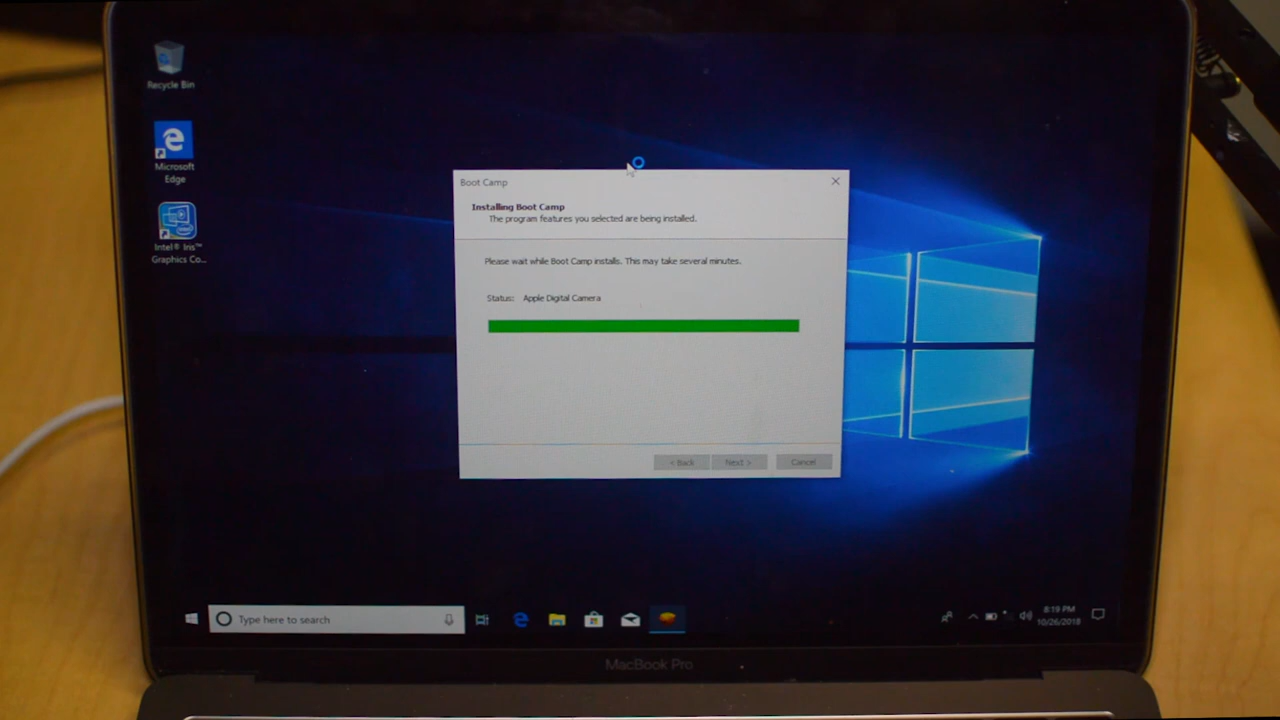 Recycle Bin
Microsoft
Edge
Intel® Iris™
Graphics Co...
Boot Camp
Installing Boot Camp
The program features you selected are being installed.
Please wait while Boot Camp installs. This may take several minutes.
Status: Apple Digital Camera
< Back
Next >
Cancel
Type here to search
8:19 PM
10/26/2018
MacBook Pro